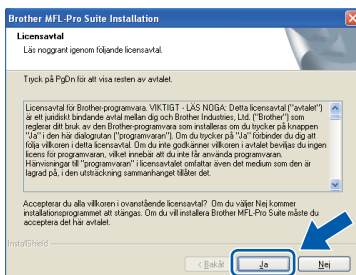 Brother MFL-Pro Suite Installation
Licensavtal
Läs noggrant igenom följande licensavtal.
Tryck på PgDn för att visa resten av avtalet.
Licensavtal för Brother-programvara. VIKTIGT - LÄS NOGA: Detta licensavtal ("avtalet")
är ett juridiskt bindande avtal mellan dig och Brother Industries, Ltd. ("Brother") som
reglerar ditt bruk av den Brother-programvara som installeras om du trycker på knappen
"Ja" i den här dialogrutan ("programvaran"). Om du trycker på "Ja" förbinder du dig att
följa villkoren i detta licensavtal. Om du inte godkänner villkoren i avtalet beviljas du ingen
licens för programvaran, vilket innebär att du inte får använda programvaran.
Hänvisningar till "programvaran" i licensavtalet omfattar även det medium som den är
lagrad på, i den utsträckning sammanhanget tillåter det.
Accepterar du alla villkoren i ovanstående licensavtal? Om du väljer Nej kommer
installationsprogrammet att stängas. Om du vill installera Brother MFL-Pro Suite måste du
acceptera det här avtalet.
InstallShield
< Bakåt Ja Nej